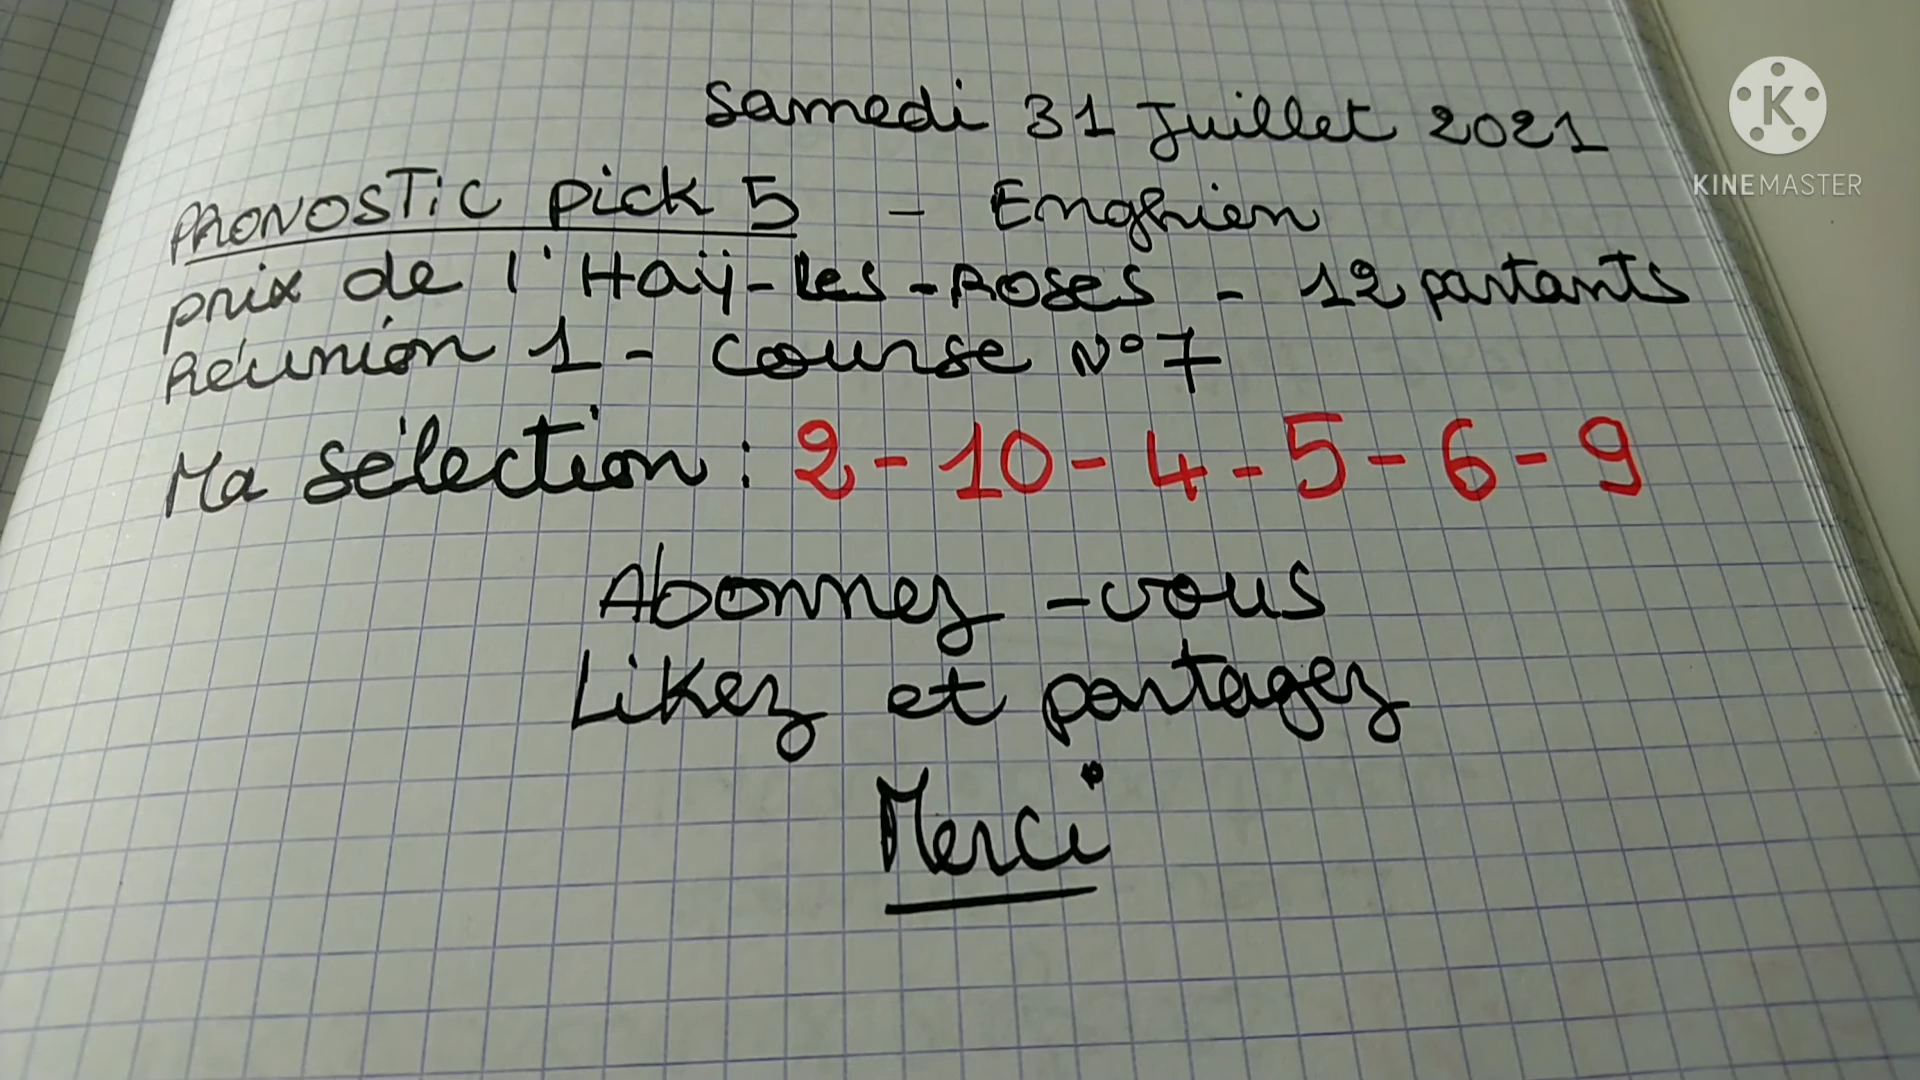 Samedi 31 Juillet 2021
PRONOSTIC PICK 5 - Enghien
prix de l'Haÿ-Les-Roses - 12 partants
Réunion 1 - Course N°7
Ma sélection : 2 - 10 - 4 - 5 - 6 - 9
Abonnez-vous
Likez et partagez
Merci
K
KINEMASTER